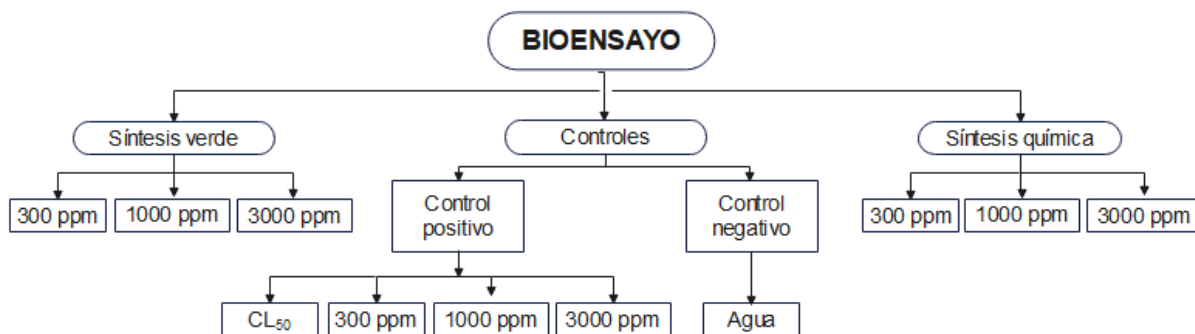 BIOENSAYO
Síntesis verde
Controles
Síntesis química
300 ppm
1000 ppm
3000 ppm
Control
positivo
Control
negativo
300 ppm
1000 ppm
3000 ppm
CL₅₀
300 ppm
1000 ppm
3000 ppm
Agua